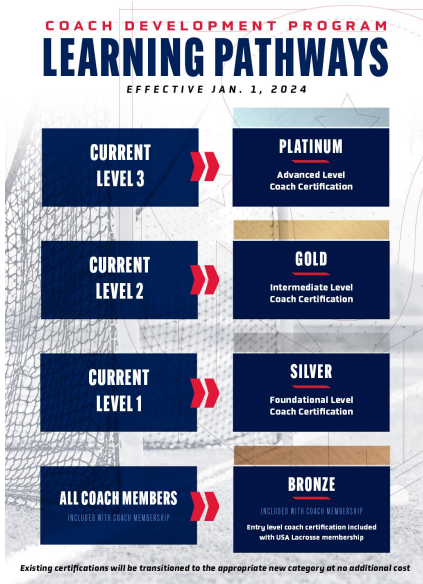 COACH DEVELOPMENT PROGRAM
LEARNING PATHWAYS
EFFECTIVE JAN. 1, 2024
CURRENT
LEVEL 3
PLATINUM
Advanced Level
Coach Certification
CURRENT
LEVEL 2
GOLD
Intermediate Level
Coach Certification
CURRENT
LEVEL 1
SILVER
Foundational Level
Coach Certification
ALL COACH MEMBERS
INCLUDED WITH COACH MEMBERSHIP
BRONZE
INCLUDED WITH COACH MEMBERSHIP
Entry level coach certification included
with USA Lacrosse membership
Existing certifications will be transitioned to the appropriate new category at no additional cost